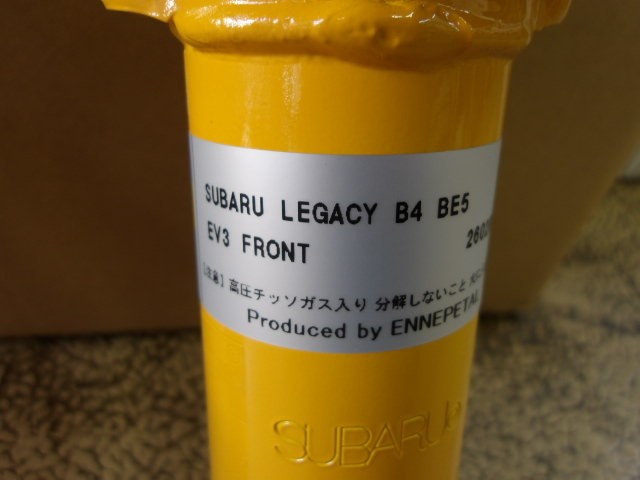 SUBARU LEGACY B4 BE5
EV3 FRONT 260
[注意] 高圧チッソガス入り 分解しないこと
Produced by ENNEPETAL
SUBARU